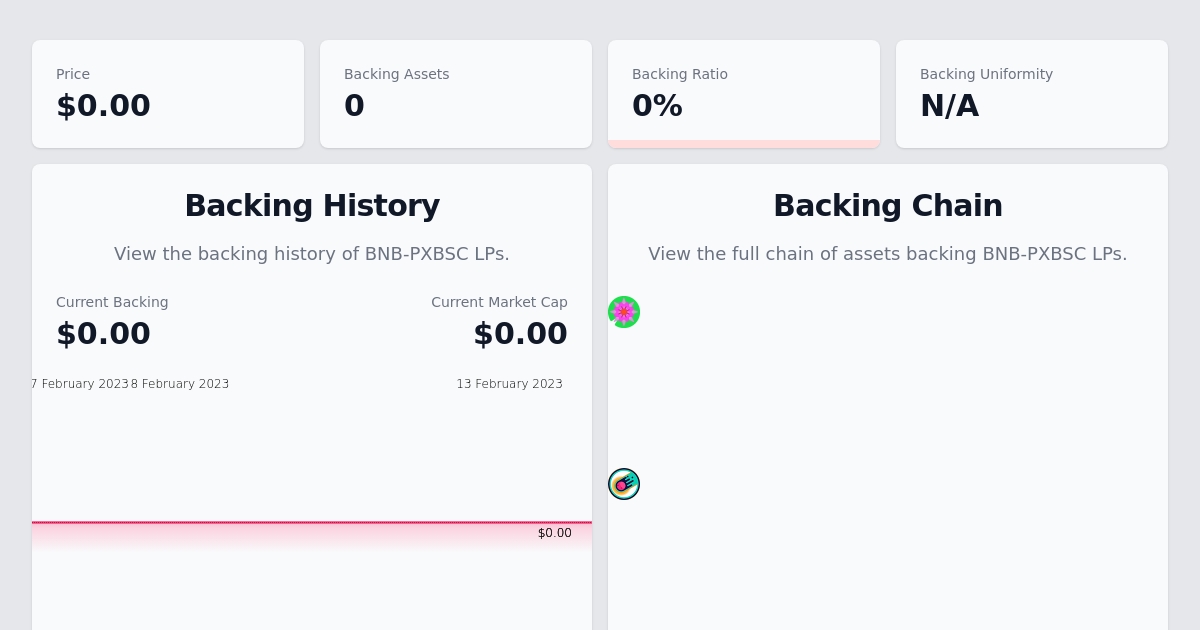 Price
$0.00
Backing Assets
0
Backing Ratio
0%
Backing Uniformity
N/A
Backing History
View the backing history of BNB-PXBSC LPs.
Current Backing
$0.00
Current Market Cap
$0.00
7 February 2023
8 February 2023
13 February 2023
$0.00
Backing Chain
View the full chain of assets backing BNB-PXBSC LPs.